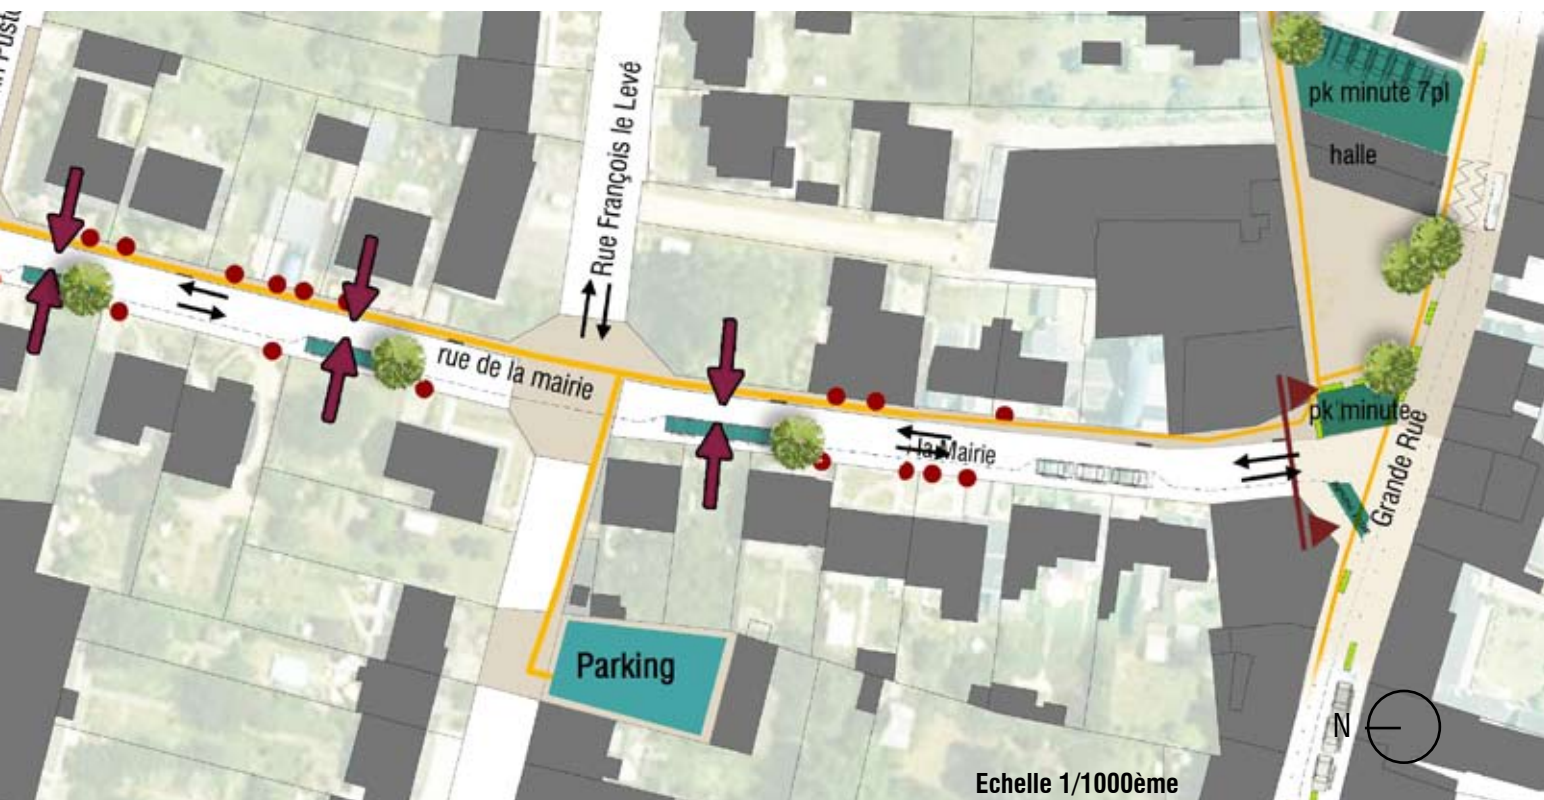 pk minute 7pl
halle
Rue François le Levé
rue de la mairie
la Mairie
pk minute
Grande Rue
Parking
N
Echelle 1/1000ème